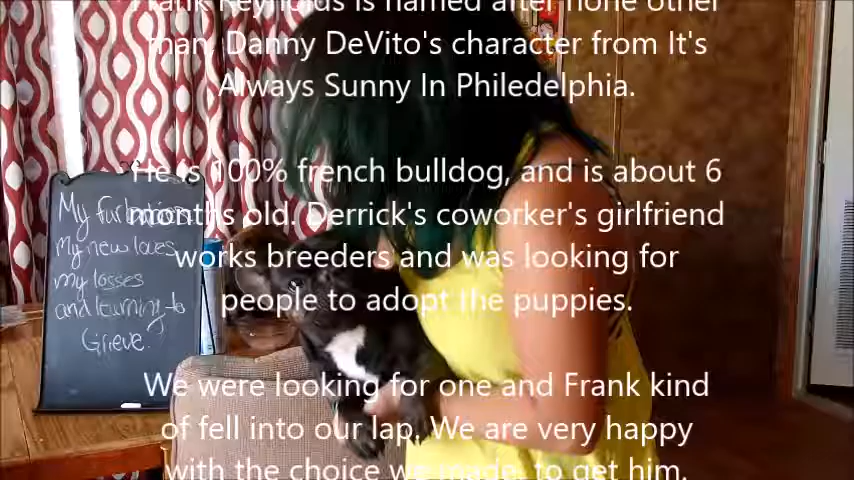 Frank Reynolds is named after none other
man, Danny DeVito's character from It's
Always Sunny In Philedelphia.
He is 100% french bulldog, and is about 6
months old. Derrick's coworker's girlfriend
works breeders and was looking for
people to adopt the puppies.
We were looking for one and Frank kind
of fell into our lap. We are very happy
with the choice we made, to get him.
My furbabies
My new loves
my losses
and learning to
Grieve.